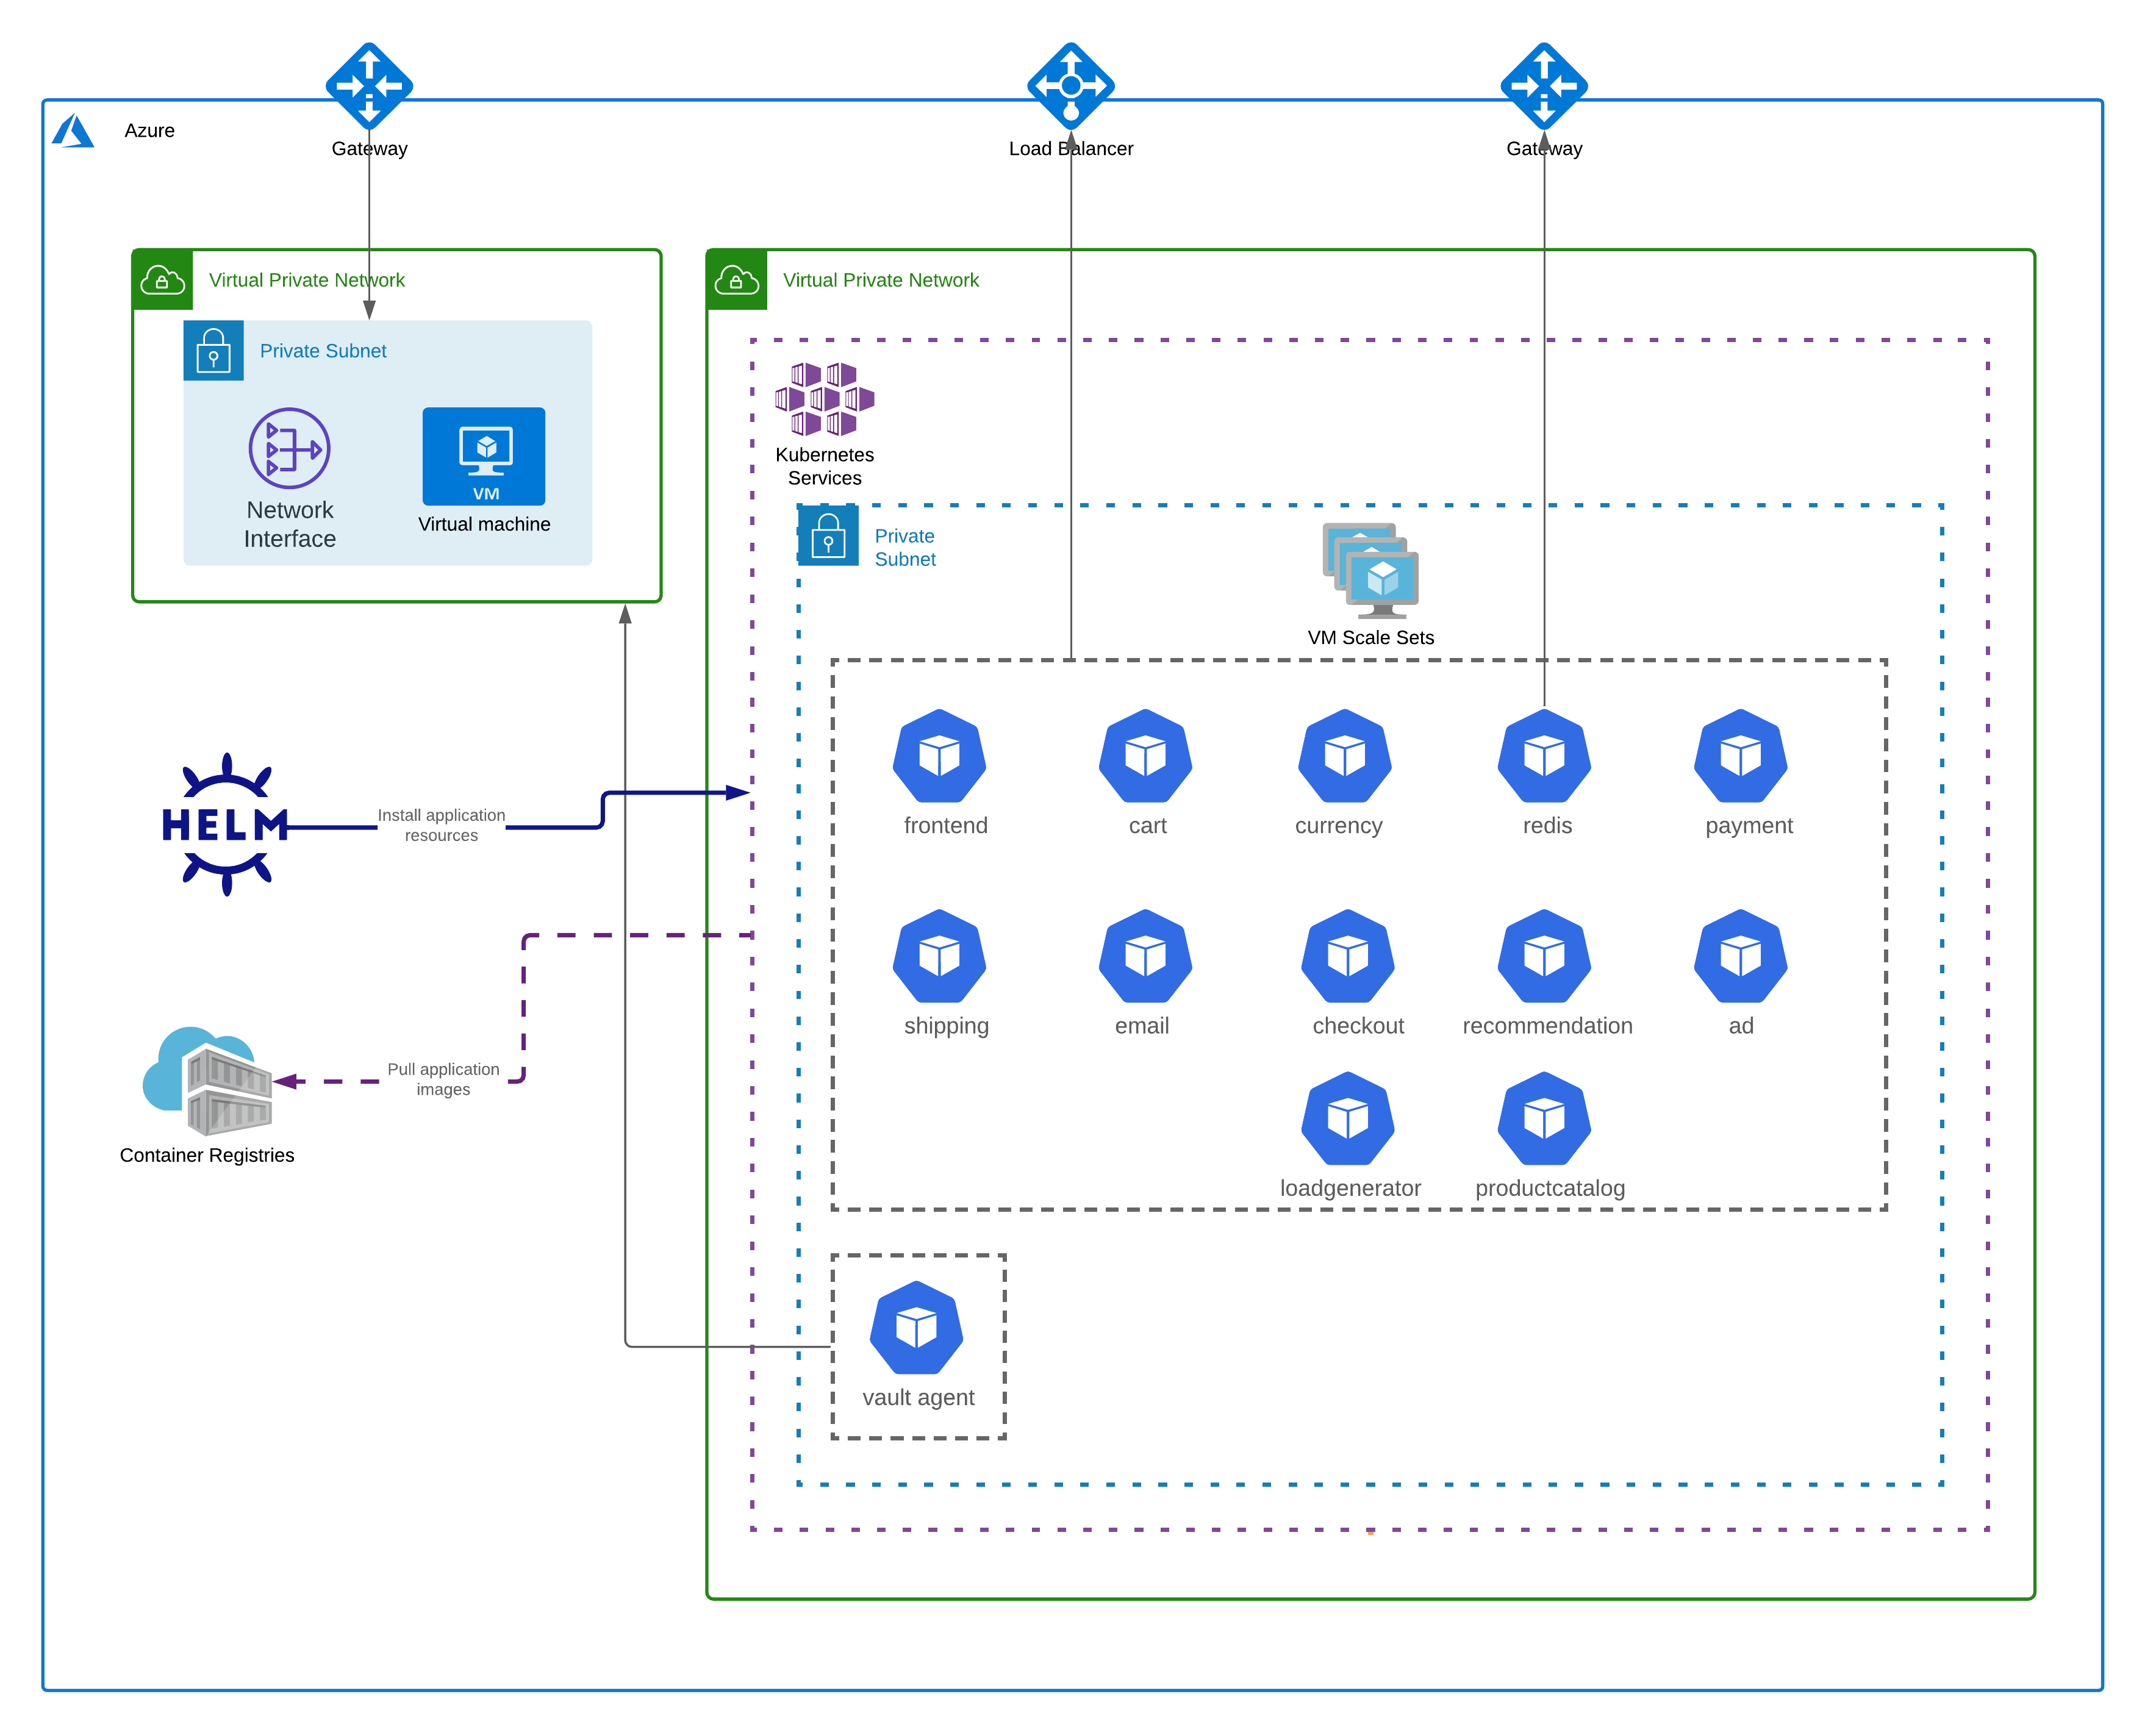 Azure
Gateway
Load Balancer
Gateway
Virtual Private Network
Private Subnet
Network
Interface
VM
Virtual machine
Virtual Private Network
Kubernetes
Services
Private
Subnet
VM Scale Sets
frontend
cart
currency
redis
payment
shipping
email
checkout
recommendation
ad
loadgenerator
productcatalog
vault agent
HELM
Install application
resources
Pull application
images
Container Registries